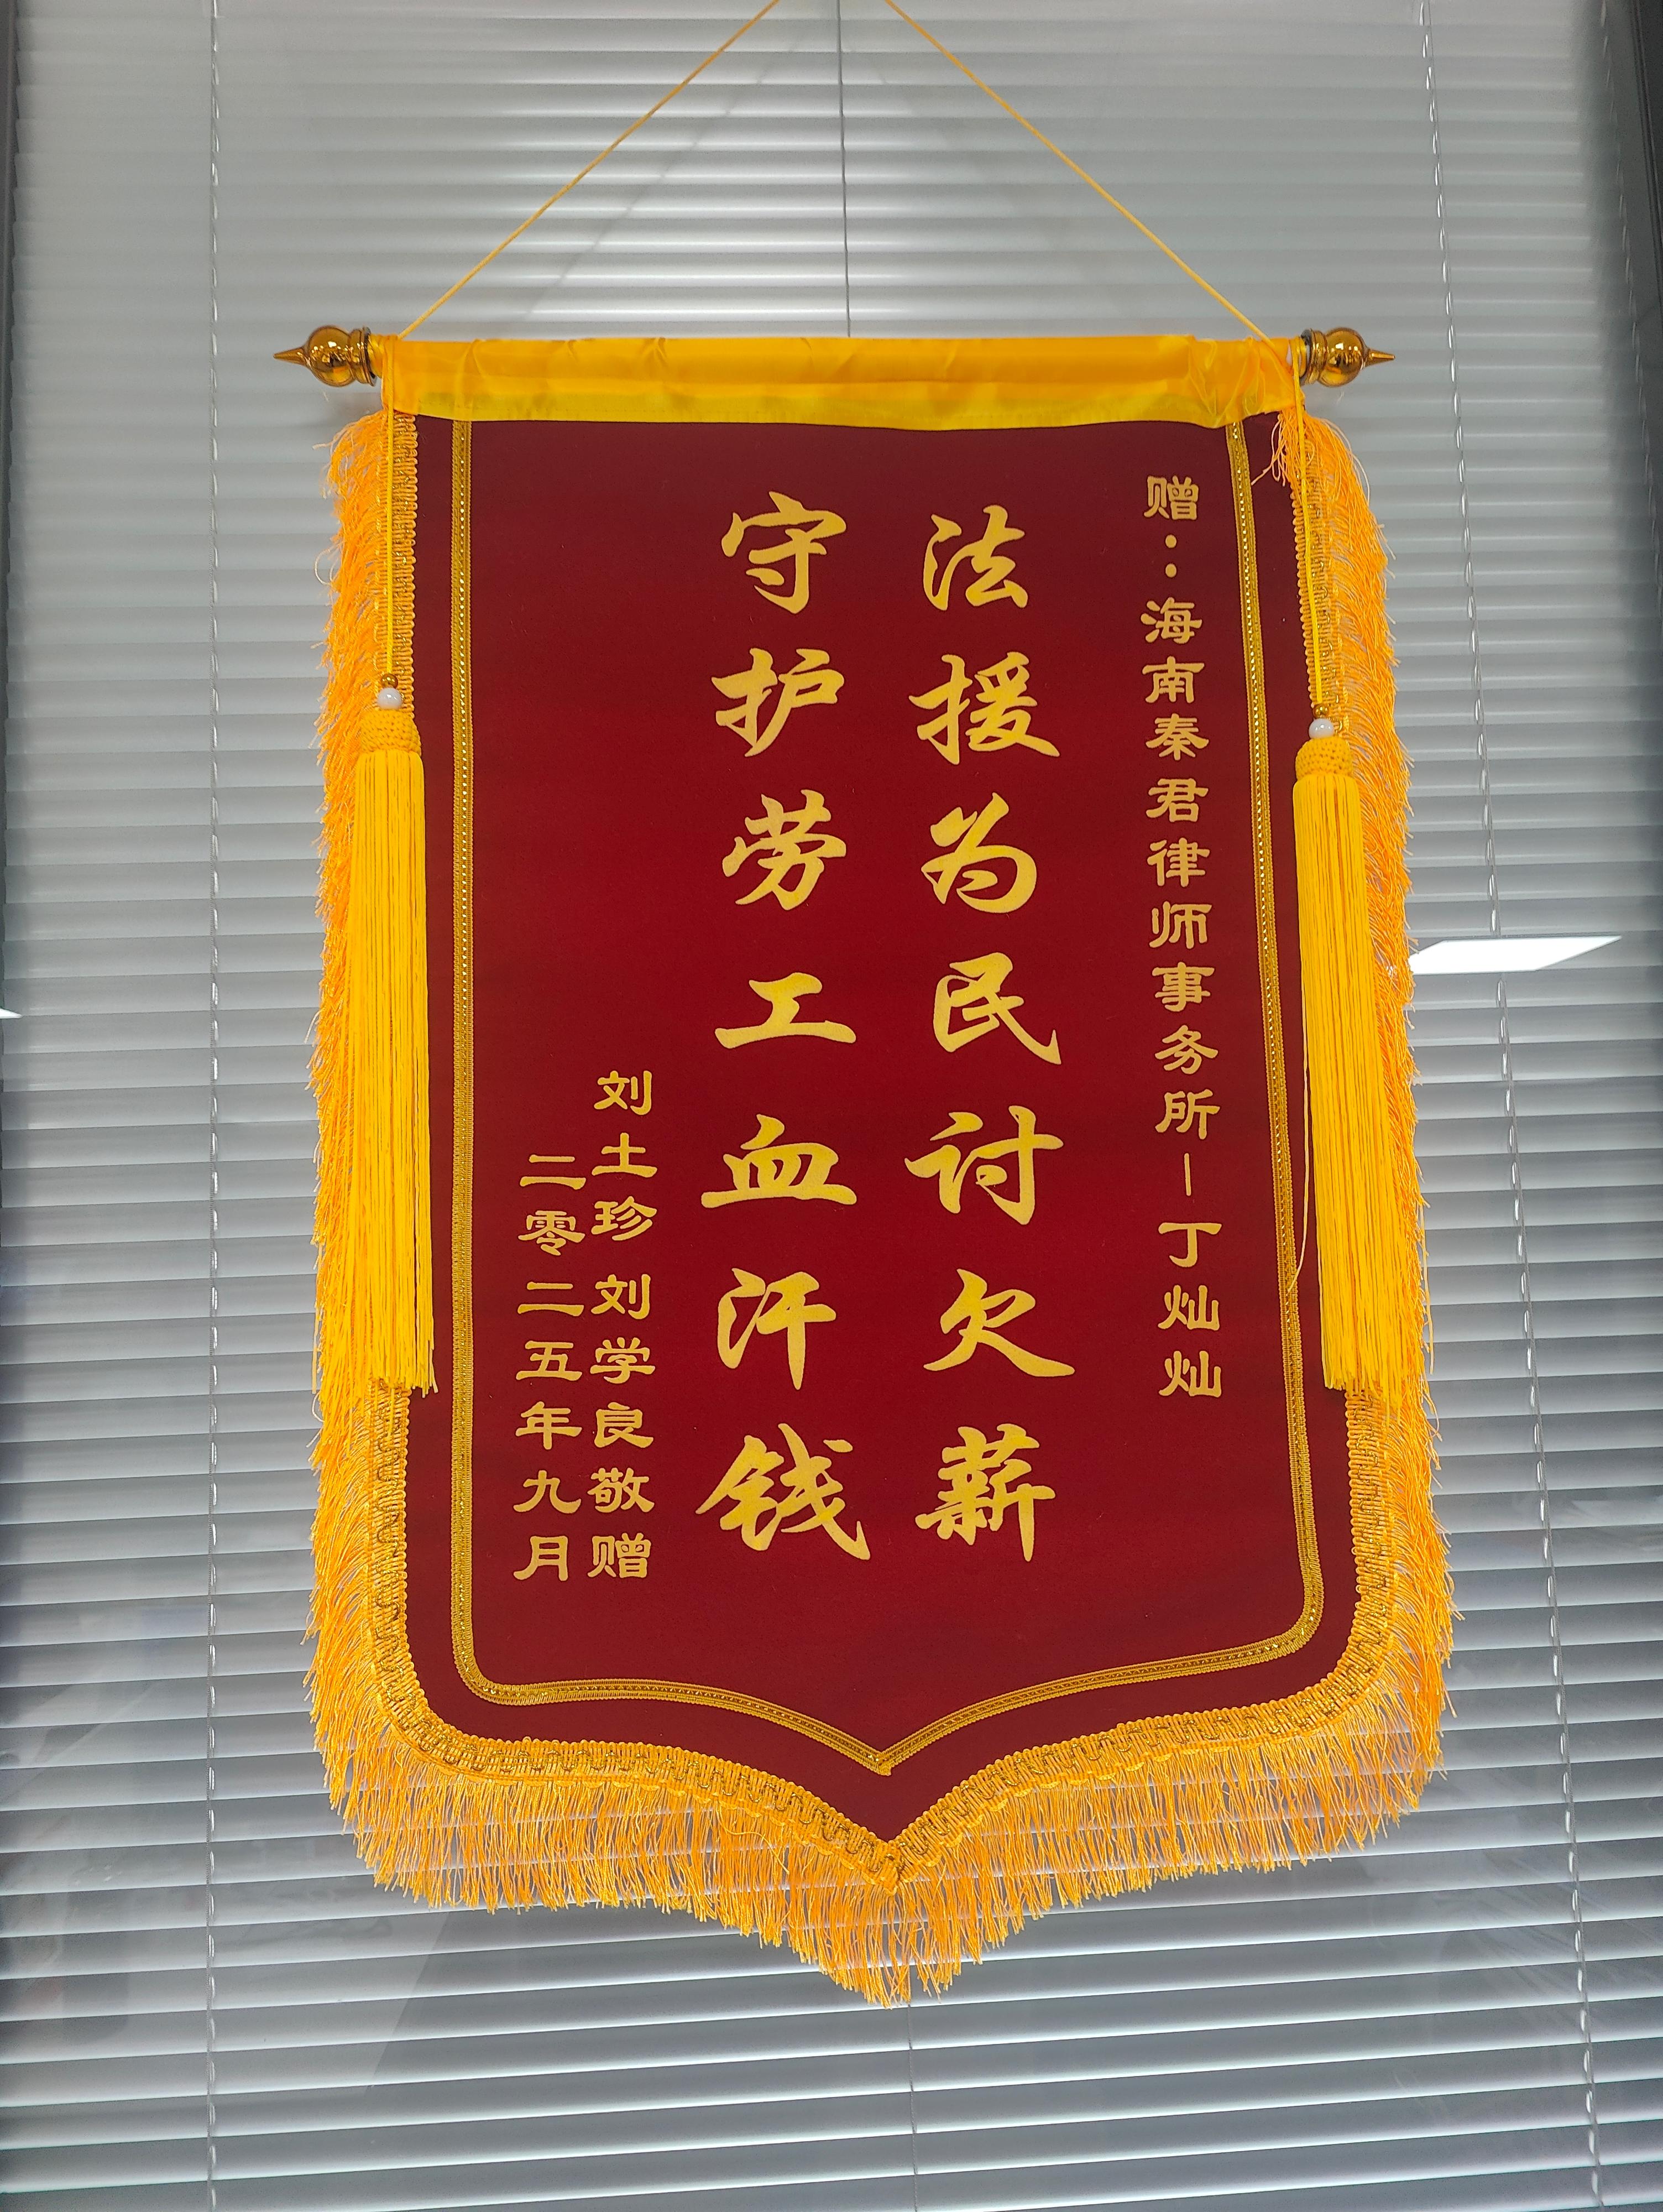 赠：海南秦君律师事务所－丁灿灿
法援为民讨欠薪
守护劳工血汗钱
刘土珍 刘学良敬赠
二零二五年九月